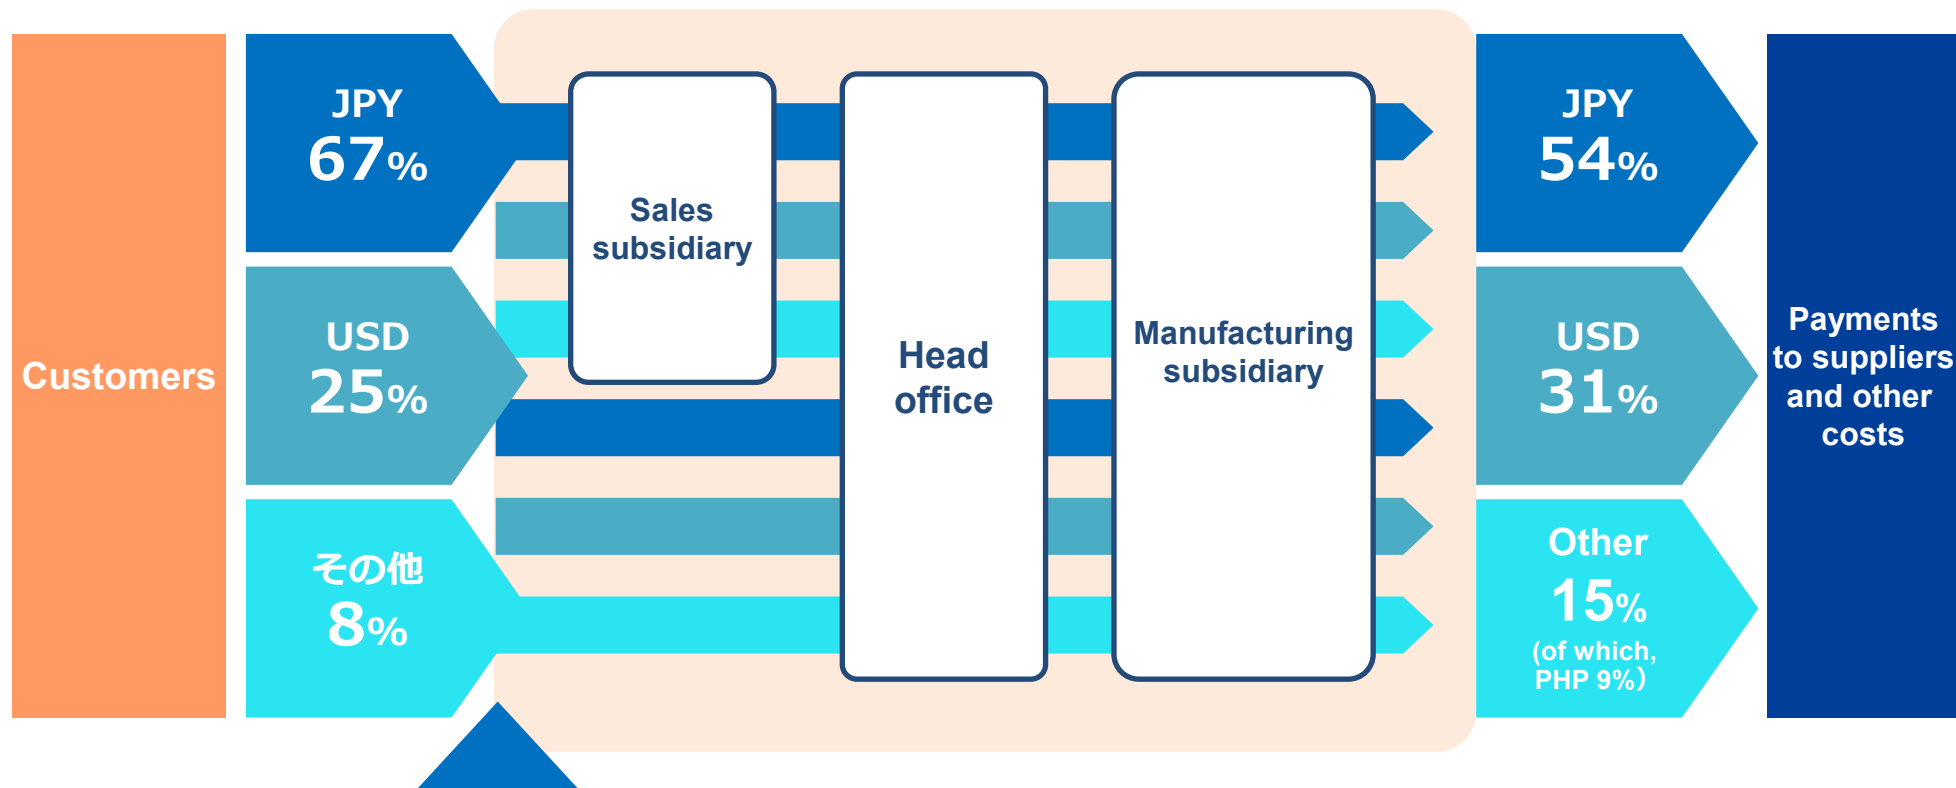 Customers
JPY
67%
USD
25%
その他
8%
Sales
subsidiary
Head
office
Manufacturing
subsidiary
JPY
54%
USD
31%
Other
15%
(of which,
PHP 9%）
Payments
to suppliers
and other
costs